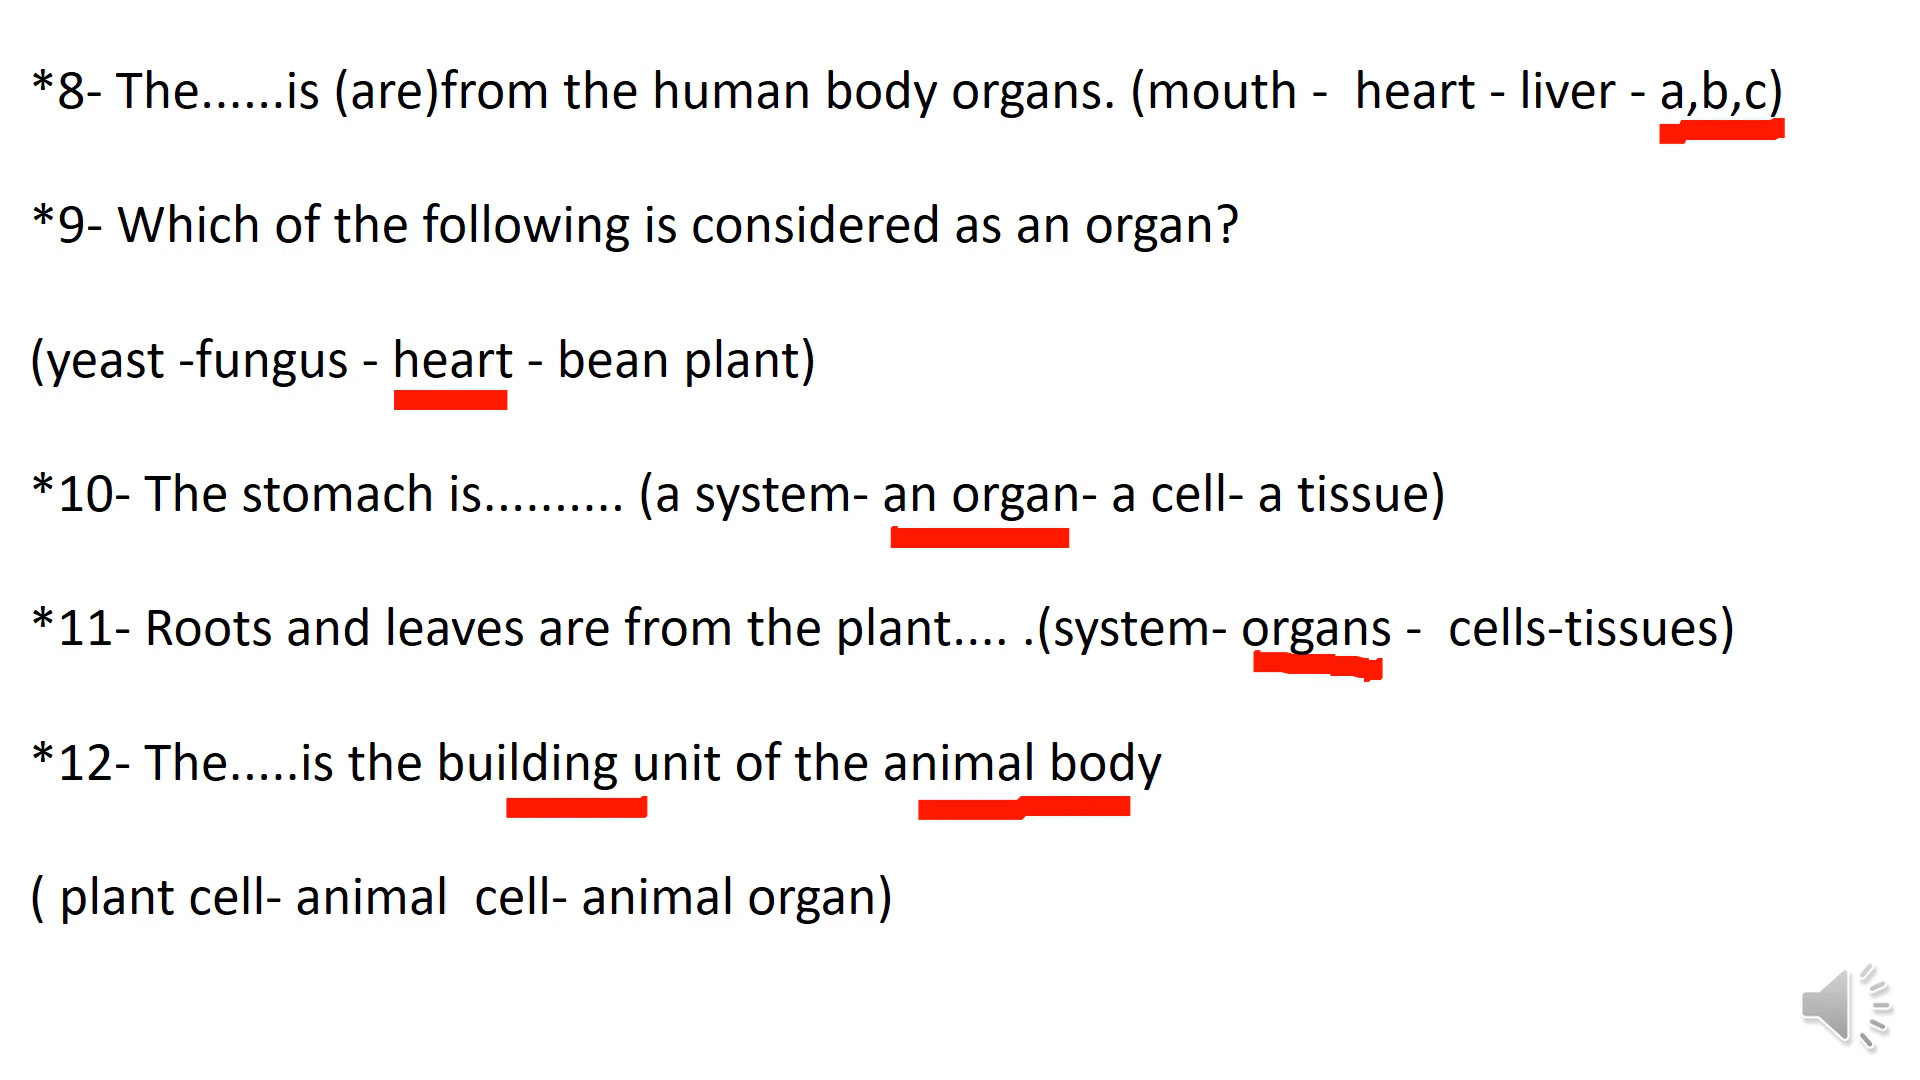 *8- The......is (are)from the human body organs. (mouth -  heart - liver - a,b,c)
*9- Which of the following is considered as an organ?
(yeast -fungus - heart - bean plant)
*10- The stomach is.......... (a system- an organ- a cell- a tissue)
*11- Roots and leaves are from the plant.... .(system- organs -  cells-tissues)
*12- The.....is the building unit of the animal body
( plant cell- animal  cell- animal organ)